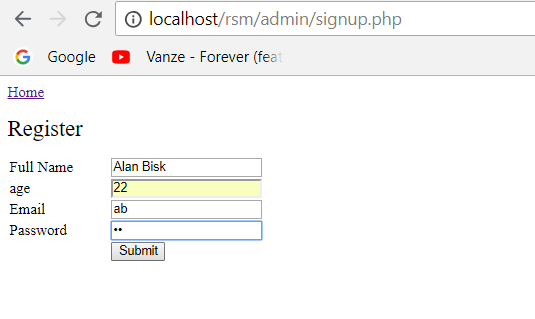 localhost/rsm/admin/signup.php
Google Vanze - Forever (feat
Home
Register
Full Name Alan Bisk
age 22
Email ab
Password ••
Submit